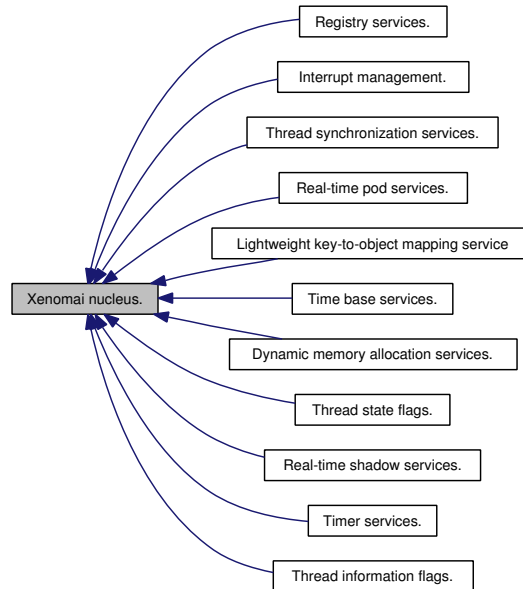 Registry services.
Interrupt management.
Thread synchronization services.
Real-time pod services.
Lightweight key-to-object mapping service
Xenomai nucleus.
Time base services.
Dynamic memory allocation services.
Thread state flags.
Real-time shadow services.
Timer services.
Thread information flags.